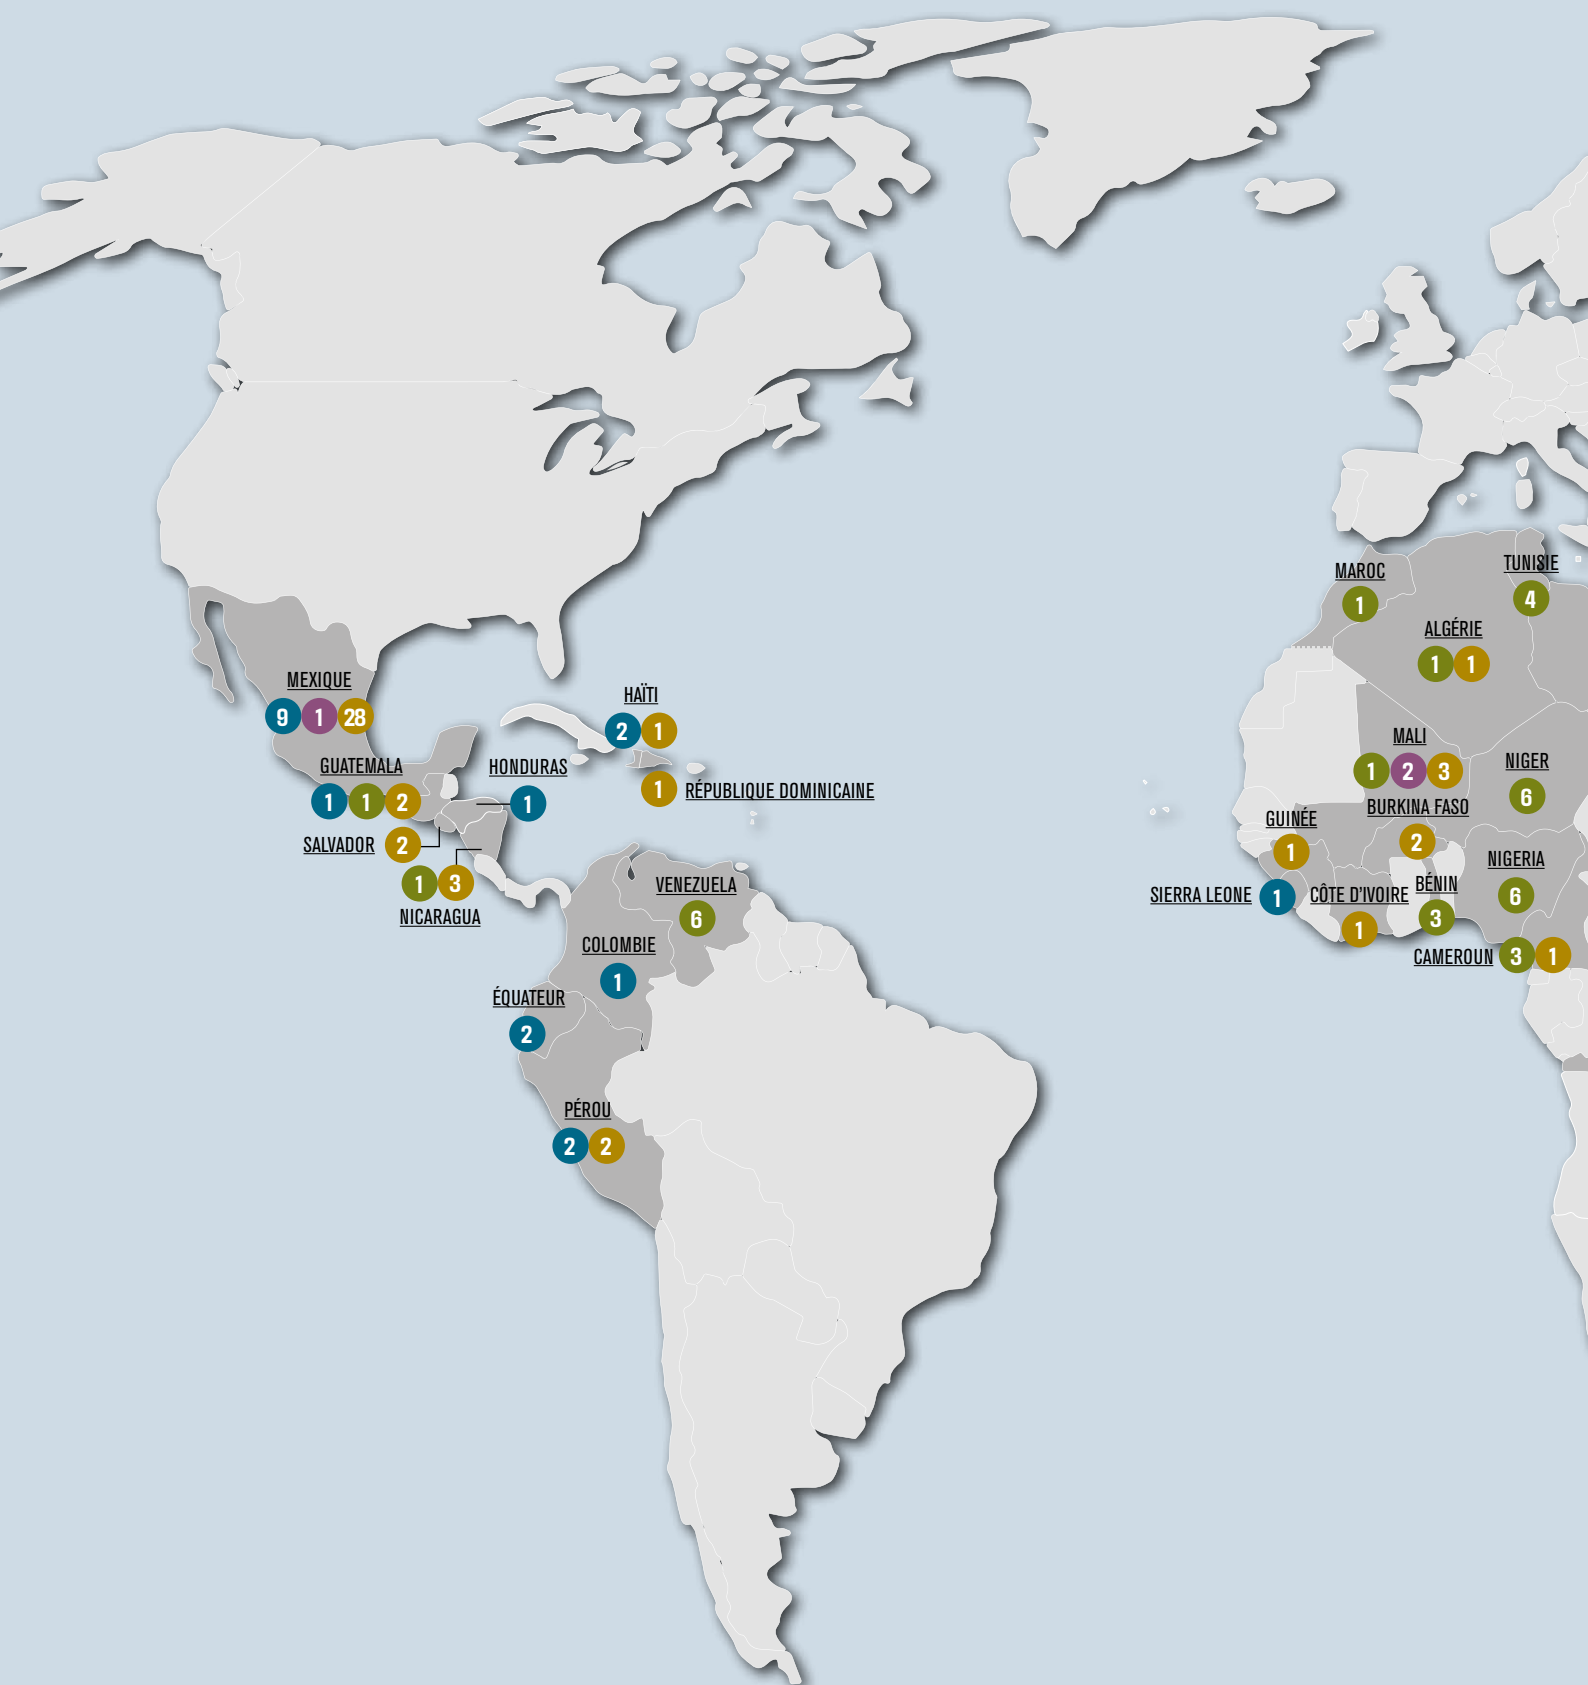 MEXIQUE
9 1 28
GUATEMALA
1 1 2
HONDURAS
1
SALVADOR 2
1 3
NICARAGUA
HAÏTI
2 1
1 RÉPUBLIQUE DOMINICAINE
VENEZUELA
6
COLOMBIE
1
ÉQUATEUR
2
PÉROU
2 2
MAROC
1
TUNISIE
4
ALGÉRIE
1 1
MALI
1 2 3
NIGER
6
BURKINA FASO
2
GUINÉE
1
NIGERIA
6
SIERRA LEONE 1
CÔTE D'IVOIRE
1
BÉNIN
3
CAMEROUN 3 1